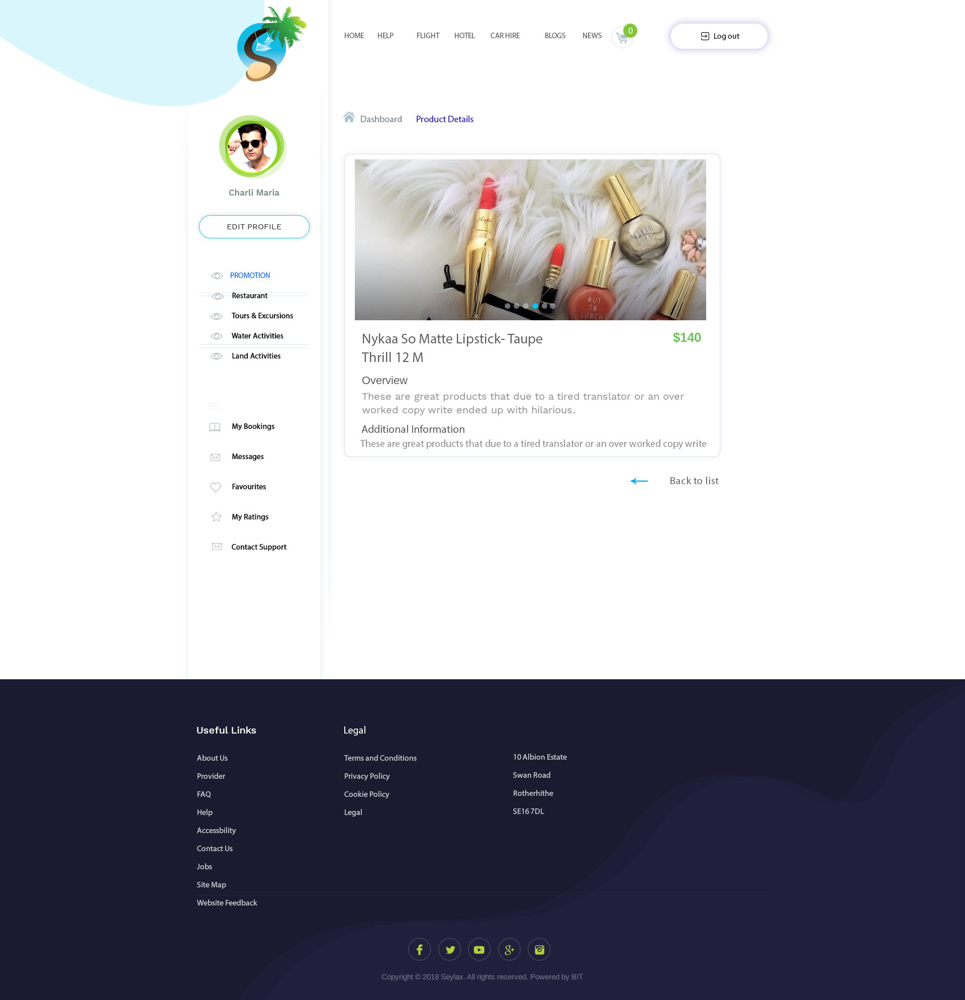 HOME HELP FLIGHT HOTEL CAR HIRE BLOGS NEWS 0 Log out
Dashboard Product Details
Charli Maria
EDIT PROFILE
PROMOTION
Restaurant
Tours & Excursions
Water Activities
Land Activities
My Bookings
Messages
Favourites
My Ratings
Contact Support
Angel
OUT
TO
LUNCH
Nykaa So Matte Lipstick- Taupe
Thrill 12 M
$140
Overview
These are great products that due to a tired translator or an over
worked copy write ended up with hilarious.
Additional Information
These are great products that due to a tired translator or an over worked copy write
Back to list
Useful Links
About Us
Provider
FAQ
Help
Accessbility
Contact Us
Jobs
Site Map
Website Feedback
Legal
Terms and Conditions
Privacy Policy
Cookie Policy
Legal
10 Albion Estate
Swan Road
Rotherhithe
SE16 7DL
Copyright © 2018 Seylax. All rights reserved. Powered by BIT